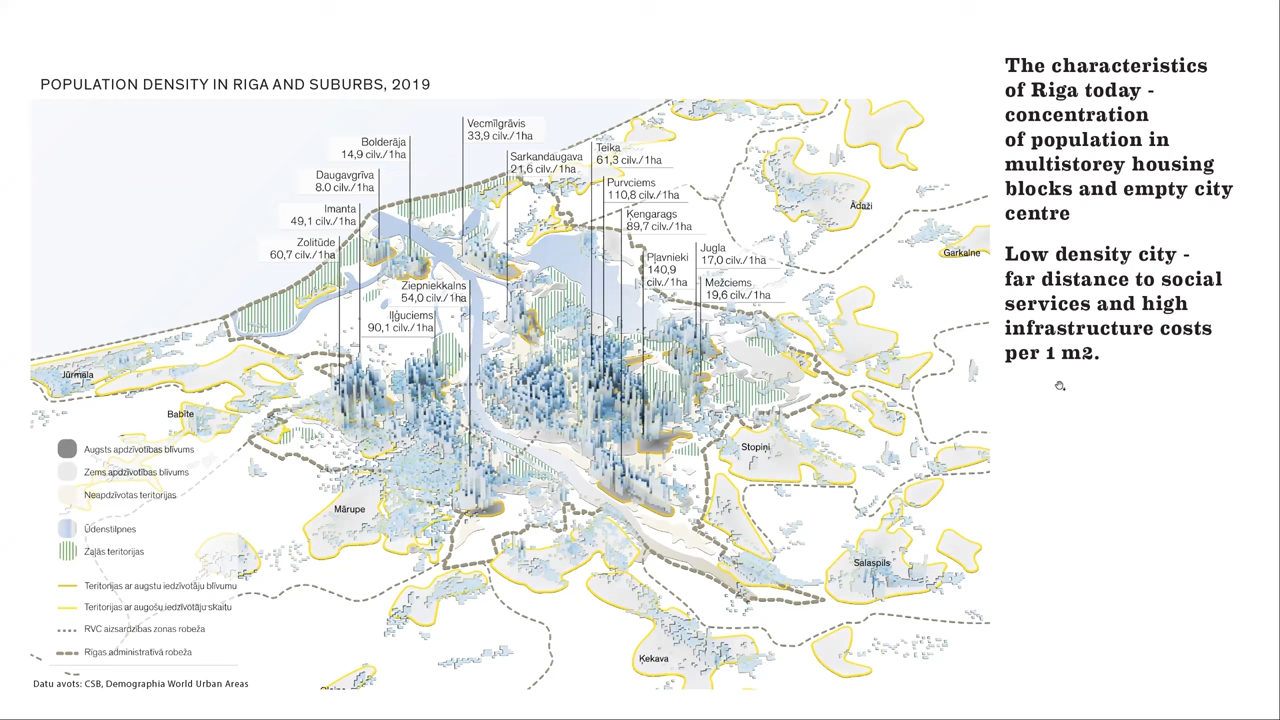 POPULATION DENSITY IN RIGA AND SUBURBS, 2019
Vecmīlgrāvis
33,9 cilv./1ha
Bolderāja
14,9 cilv./1ha
Teika
61,3 cilv./1ha
Sarkandaugava
21,6 cilv./1ha
Daugavgrīva
8.0 cilv./1ha
Purvciems
110,8 cilv./1ha
Imanta
49,1 cilv./1ha
Ķengarags
89,7 cilv./1ha
Zolitūde
60,7 cilv./1ha
Jugla
17,0 cilv./1ha
Pļavnieki
140,9
cilv./1ha
Mežciems
19,6 cilv./1ha
Ziepniekkalns
54,0 cilv./1ha
Iļģuciems
90,1 cilv./1ha
Ādaži
Garkalne
Jūrmala
Babīte
Stopiņi
Mārupe
Salaspils
Ķekava
Augsts apdzīvotības blīvums
Zems apdzīvotības blīvums
Neapdzīvotas teritorijas
Ūdenstilpnes
Zaļās teritorijas
Teritorijas ar augstu iedzīvotāju blīvumu
Teritorijas ar augošu iedzīvotāju skaitu
RVC aizsardzības zonas robeža
Rīgas administratīvā robeža
Datu avots: CSB, Demographia World Urban Areas
The characteristics
of Riga today -
concentration
of population in
multistorey housing
blocks and empty city
centre
Low density city -
far distance to social
services and high
infrastructure costs
per 1 m2.